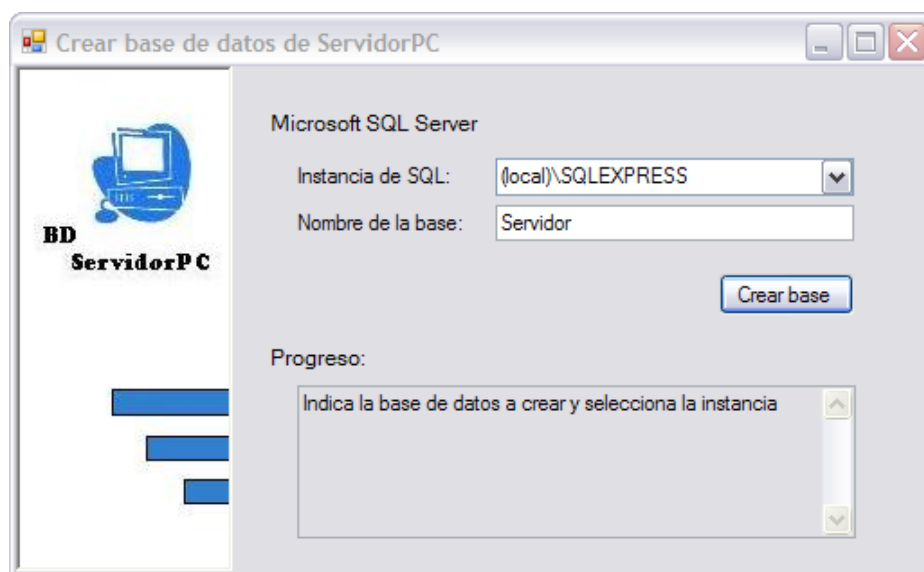 Crear base de datos de ServidorPC
BD
ServidorPC
Microsoft SQL Server
Instancia de SQL:
(local)\SQLEXPRESS
Nombre de la base:
Servidor
Crear base
Progreso:
Indica la base de datos a crear y selecciona la instancia